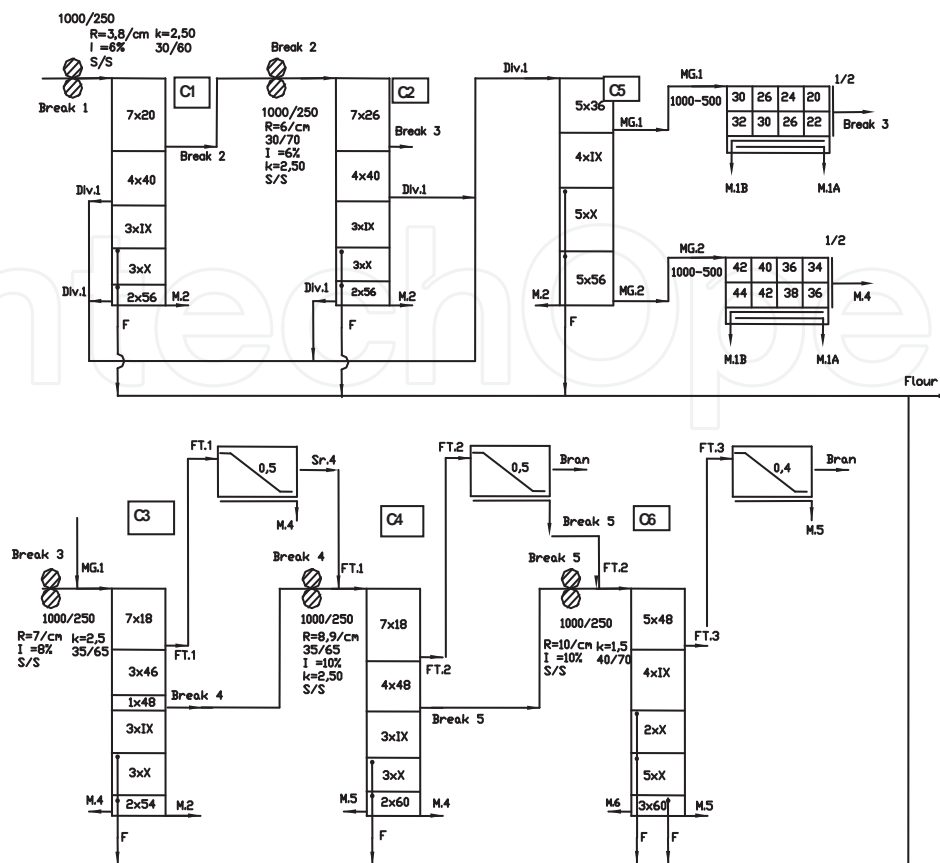 1000/250
R=3,8/cm k=2,50
I =6% 30/60
S/S
Break 1
C1
7x20
4x40
3xIX
3xX
2x56
Break 2
Div.1
Div.1
M.2
F
Break 2
1000/250
R=6/cm
30/70
I =6%
k=2,50
S/S
C2
7x26
4x40
3xIX
3xX
2x56
Break 3
Div.1
Div.1
M.2
F
Div.1
C5
5x36
4xIX
5xX
5x56
MG.1
M.2
MG.2
F
MG.1
1000-500
1/2
30 26 24 20
32 30 26 22
Break 3
M.1B
M.1A
MG.2
1000-500
1/2
42 40 36 34
44 42 38 36
M.4
M.1B
M.1A
intechOpe
Flour
FT.1
0,5
Sr.4
M.4
C3
Break 3
MG.1
1000/250
R=7/cm k=2,5
I =8% 35/65
S/S
7x18
3x46
1x48
3xIX
3xX
2x54
FT.1
Break 4
M.4
M.2
F
FT.2
0,5
Bran
Break 5
C4
Break 4
FT.1
1000/250
R=8,9/cm
35/65
I =10%
k=2,50
S/S
7x18
4x48
3xIX
3xX
2x60
FT.2
Break 5
M.5
M.4
F
FT.3
0,4
Bran
M.5
C6
Break 5
FT.2
1000/250
R=10/cm k=1,5
I =10% 40/70
S/S
5x48
4xIX
2xX
5xX
3x60
FT.3
M.6
M.5
F
F